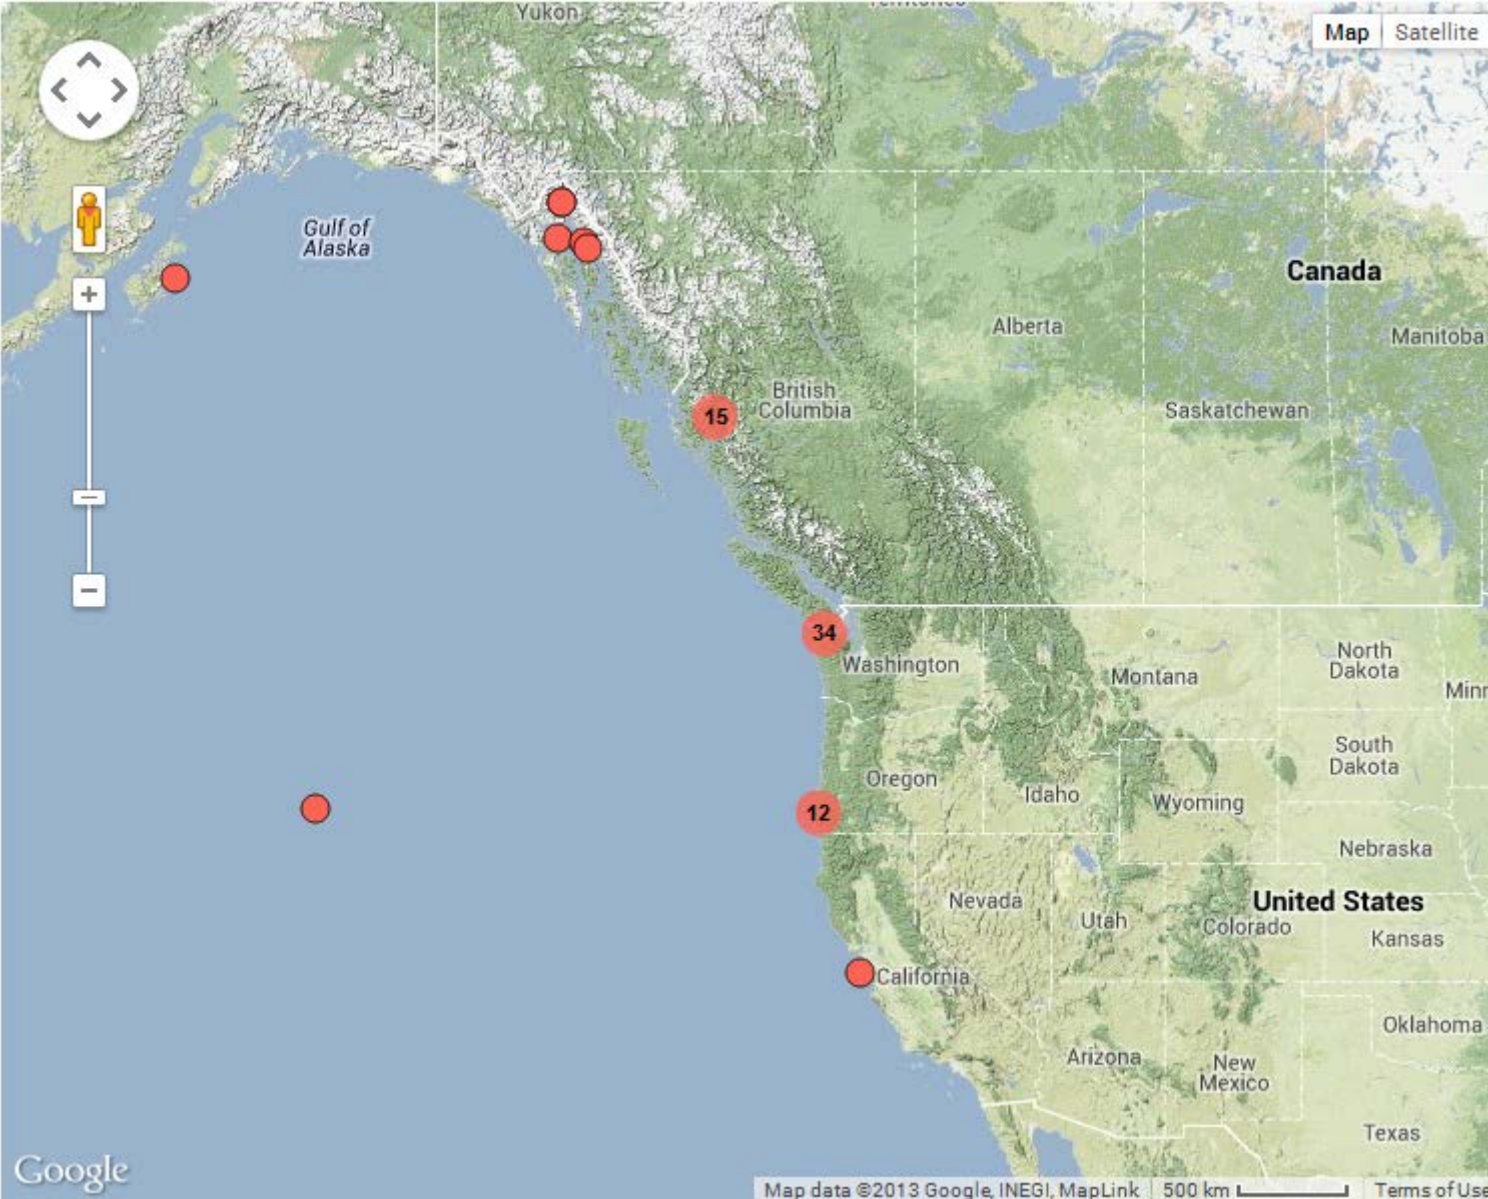 Yukon
Territories
Map
Satellite
Gulf of
Alaska
Canada
Alberta
Manitoba
British
Columbia
Saskatchewan
15
34
Washington
North
Dakota
Montana
Minn
South
Dakota
Oregon
Idaho
Wyoming
12
Nebraska
Nevada
United States
Utah
Colorado
Kansas
California
Oklahoma
Arizona
New
Mexico
Texas
Google
Map data ©2013 Google, INEGI, MapLink
500 km
Terms of Use